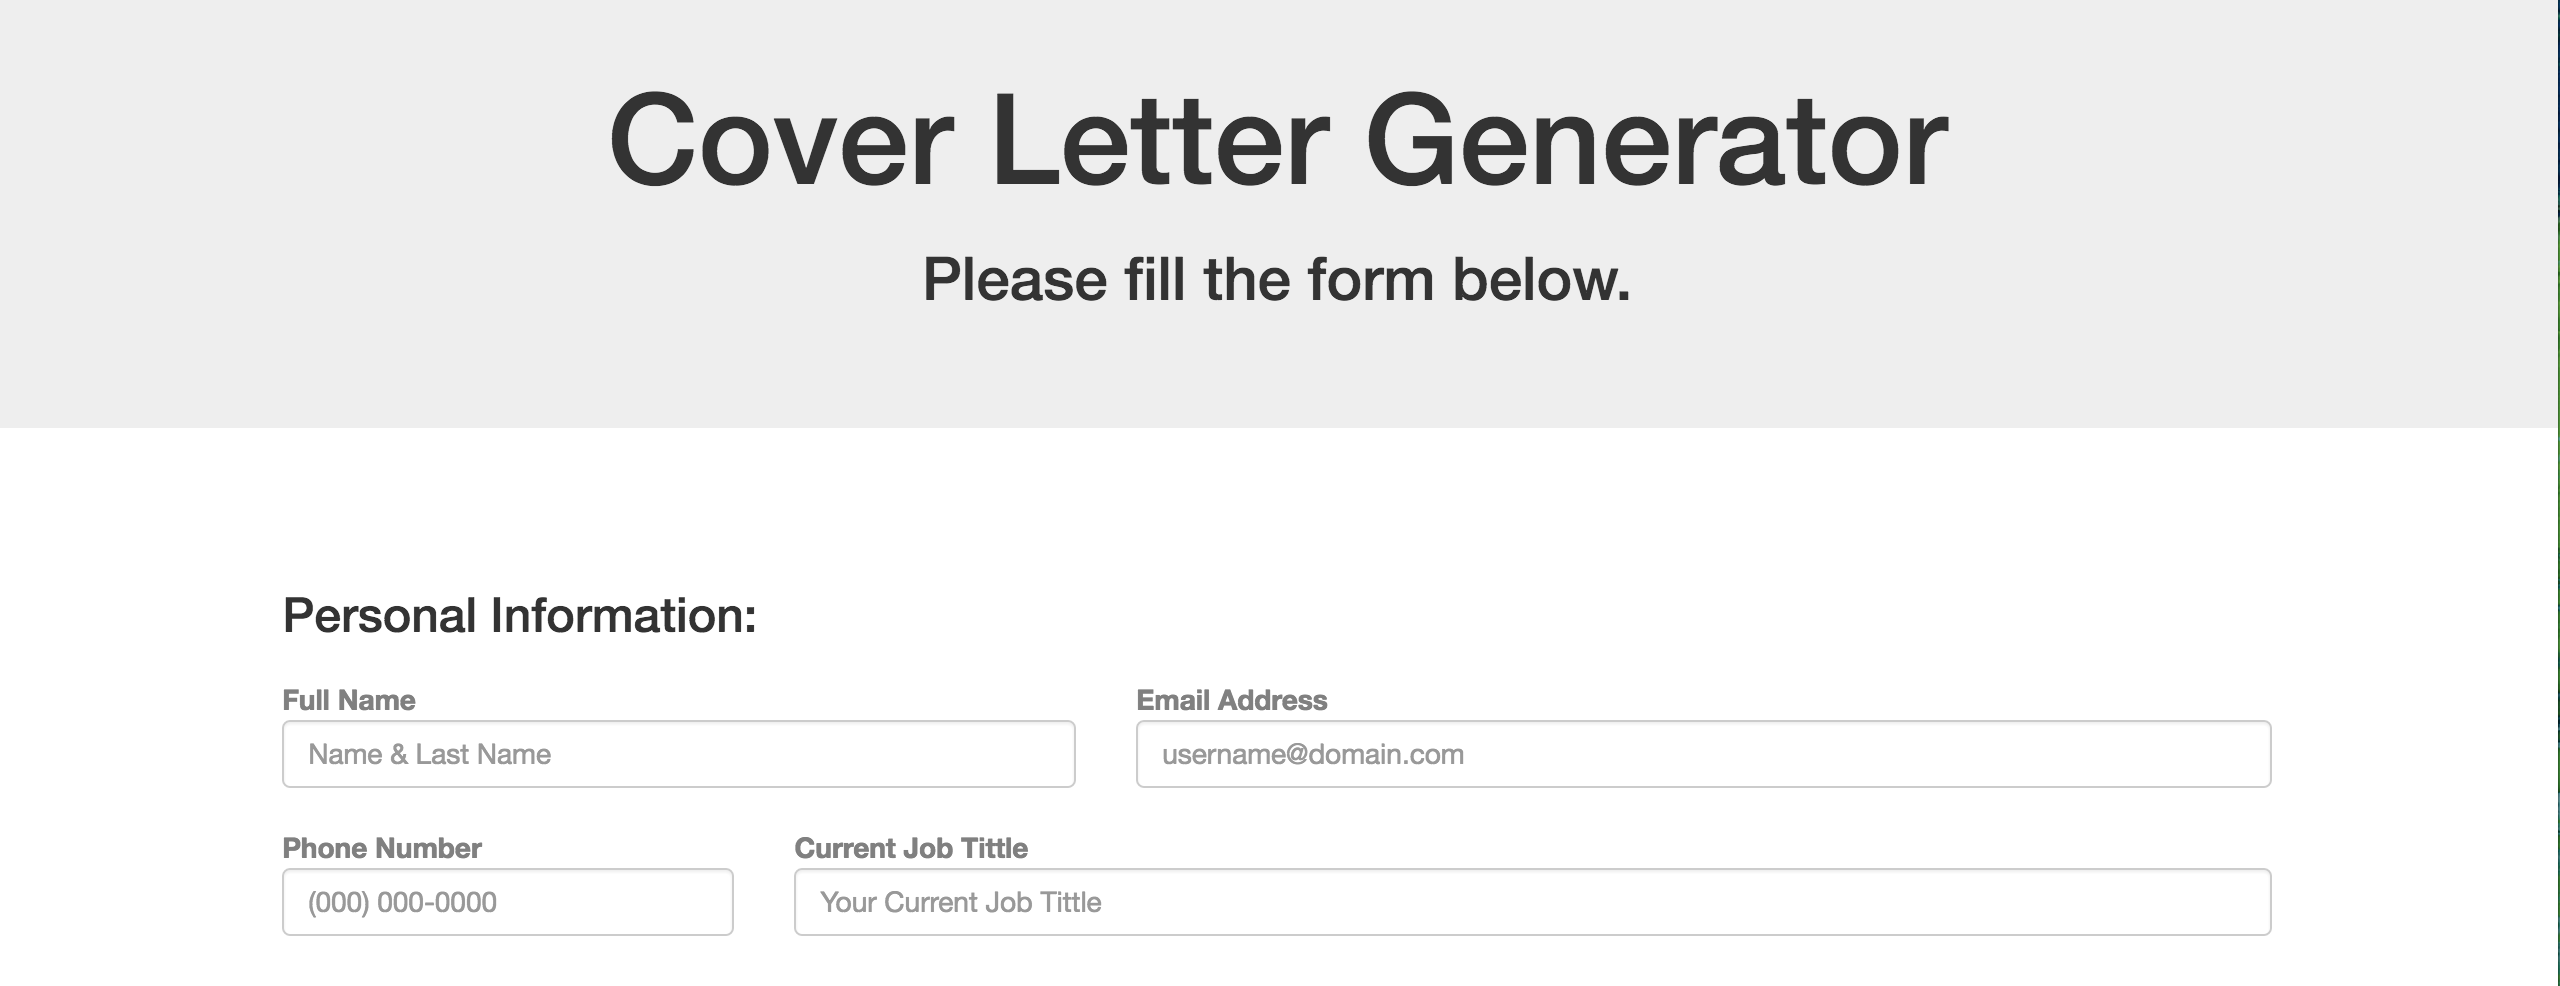 Cover Letter Generator
Please fill the form below.
Personal Information:
Full Name
Email Address
Name & Last Name
username@domain.com
Phone Number
Current Job Tittle
(000) 000-0000
Your Current Job Tittle